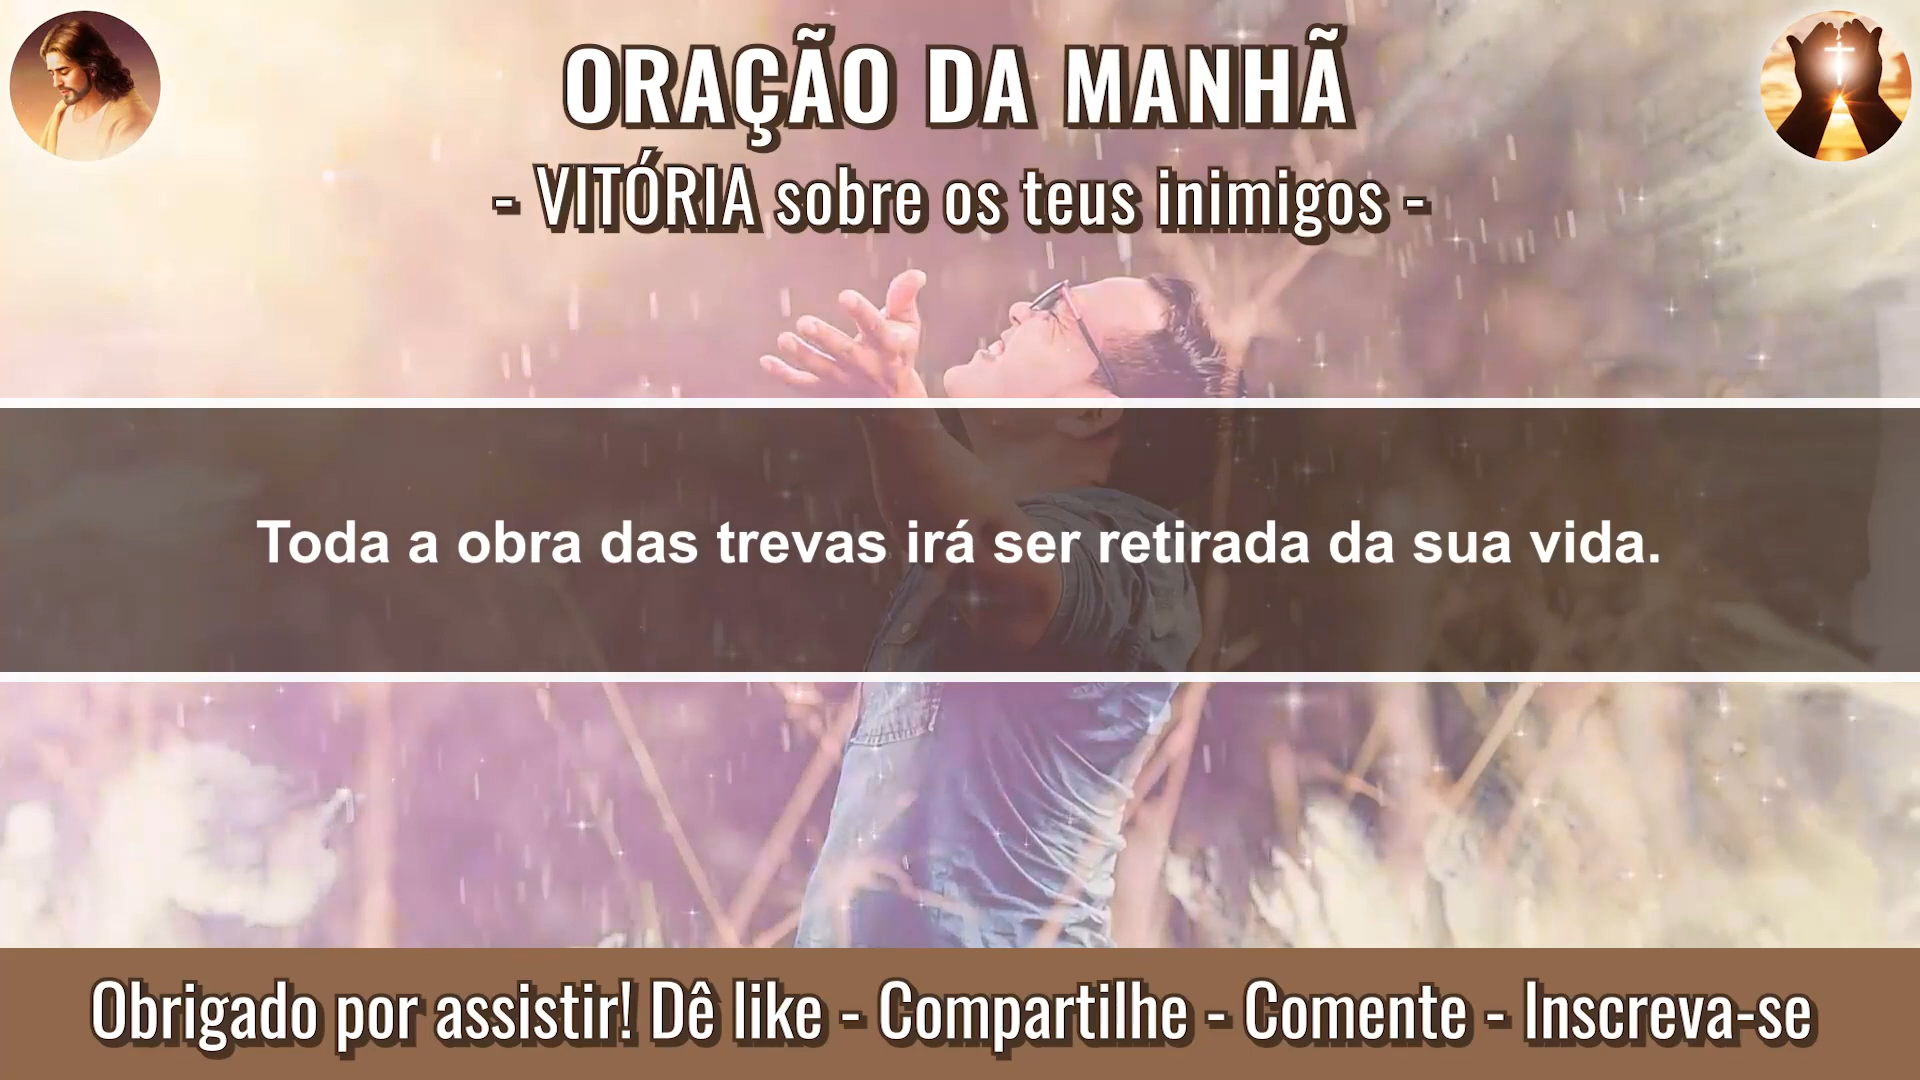 ORAÇÃO DA MANHÃ
- VITÓRIA sobre os teus inimigos -
Toda a obra das trevas irá ser retirada da sua vida.
Obrigado por assistir! Dê like - Compartilhe - Comente - Inscreva-se